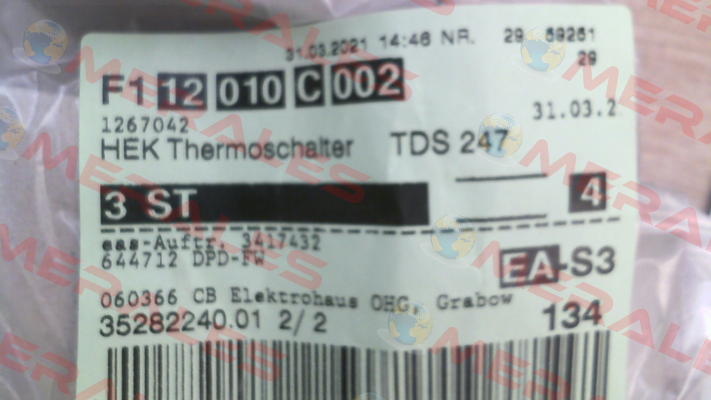 31.03.2021 14:46 NR. 29 59261
29
F1 12 010 C 002
31.03.2
1267042
HEK Thermoschalter TDS 247
3 ST 4
eas-Auftr. 3417432
644712 DPD-FW
EA-S3
060366 CB Elektrohaus OHG, Grabow
35282240.01 2/ 2 134
MERALES